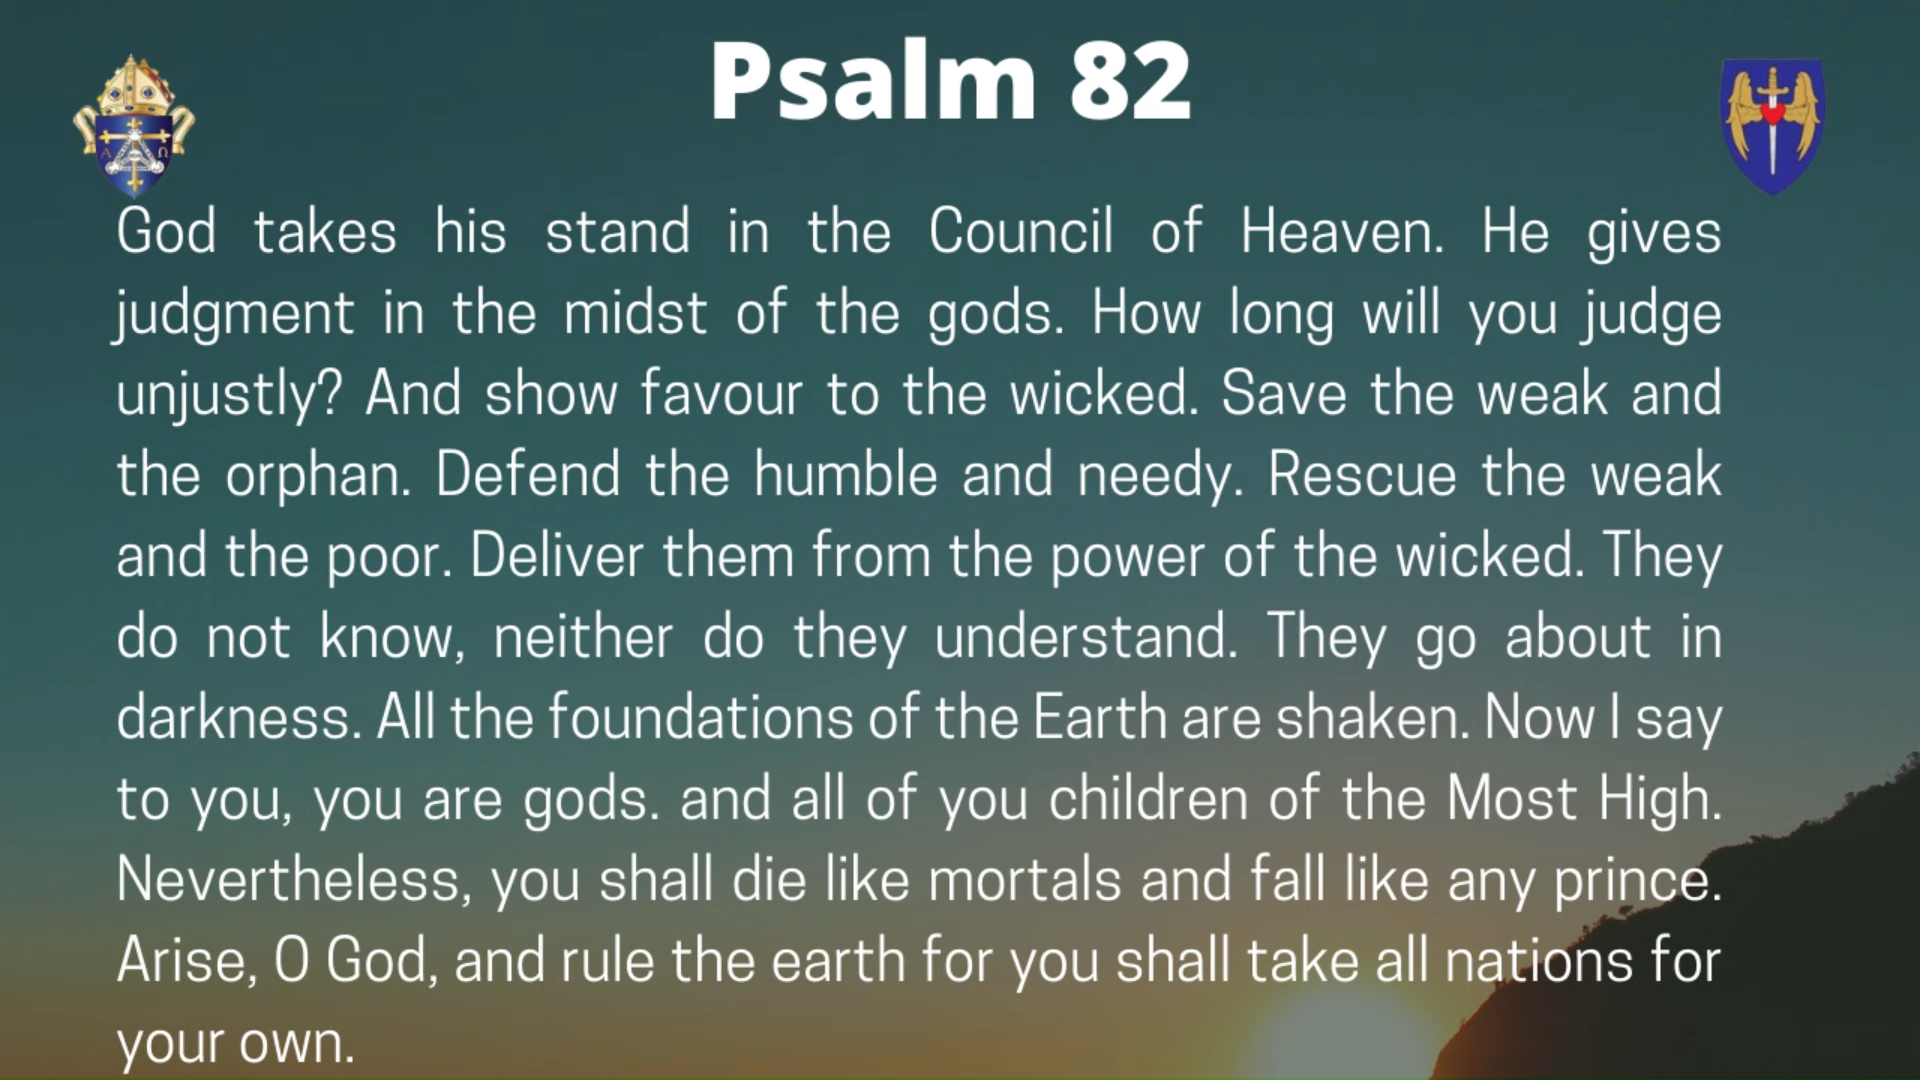 Psalm 82
God takes his stand in the Council of Heaven. He gives
judgment in the midst of the gods. How long will you judge
unjustly? And show favour to the wicked. Save the weak and
the orphan. Defend the humble and needy. Rescue the weak
and the poor. Deliver them from the power of the wicked. They
do not know, neither do they understand. They go about in
darkness. All the foundations of the Earth are shaken. Now I say
to you, you are gods. and all of you children of the Most High.
Nevertheless, you shall die like mortals and fall like any prince.
Arise, O God, and rule the earth for you shall take all nations for
your own.